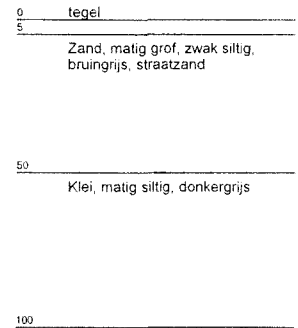 0 tegel
5
Zand, matig grof, zwak siltig,
bruingrijs, straatzand
50
Klei, matig siltig, donkergrijs
100